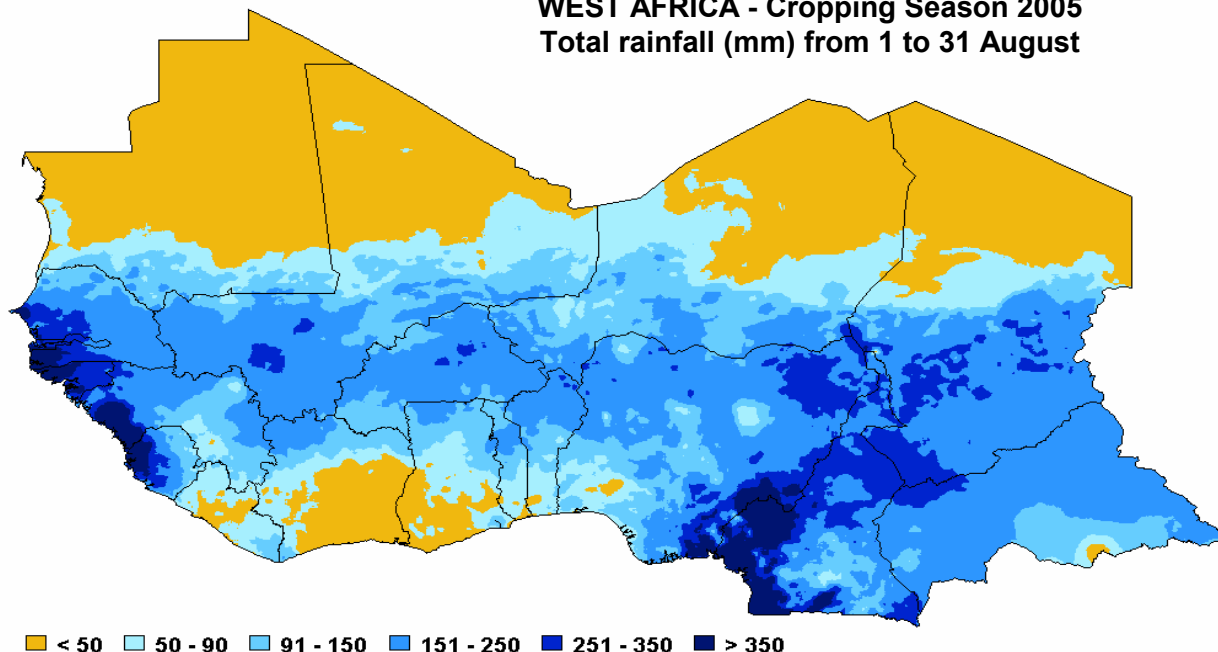 WEST AFRICA - Cropping Season 2005
Total rainfall (mm) from 1 to 31 August
< 50 50 - 90 91 - 150 151 - 250 251 - 350 > 350